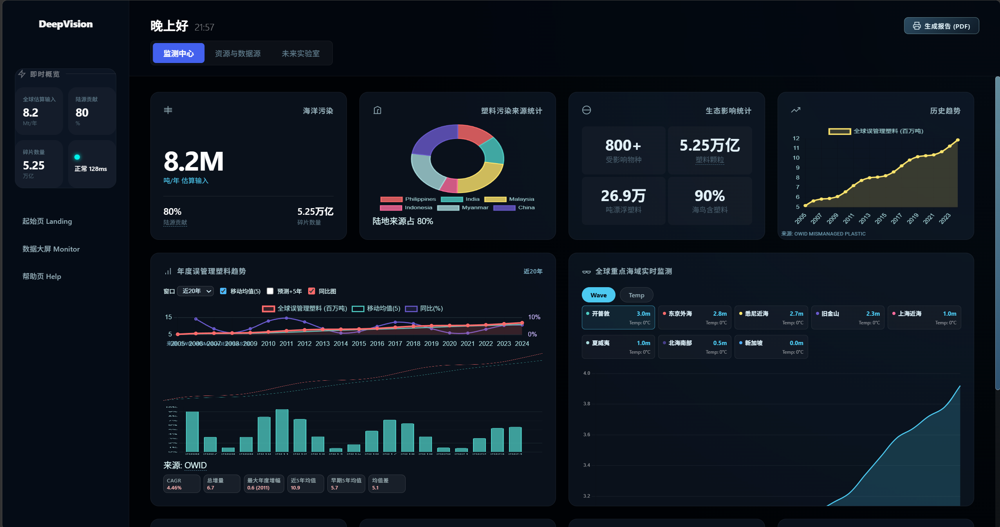 DeepVision
即时概览
全球估算输入
8.2
Mt/年
陆源贡献
80
%
碎片数量
5.25
万亿
正常 128ms
起始页 Landing
数据大屏 Monitor
帮助页 Help
晚上好 21:57
生成报告 (PDF)
监测中心 资源与数据源 未来实验室
海洋污染
8.2M
吨/年 估算输入
80%
陆源贡献
5.25万亿
碎片数量
塑料污染来源统计
Philippines India Malaysia
Indonesia Myanmar China
陆地来源占 80%
生态影响统计
800+
受影响物种
5.25万亿
塑料颗粒
26.9万
吨漂浮塑料
90%
海鸟含塑料
历史趋势
全球误管理塑料 (百万吨)
12
11
10
9
8
7
6
5
2005 2007 2009 2011 2013 2015 2017 2019 2021 2023
来源: OWID MISMANAGED PLASTIC
年度误管理塑料趋势
近20年
窗口 近20年 移动均值(5) 预测+5年 同比图
全球误管理塑料 (百万吨) 移动均值(5) 同比(%)
15 10%
5 0%
2005 2006 2007 2008 2009 2010 2011 2012 2013 2014 2015 2016 2017 2018 2019 2020 2021 2022 2023 2024
来源: OWID
CAGR
4.46%
总增量
6.7
最大年度增幅
0.6 (2011)
近5年均值
10.9
早期5年均值
5.7
均值差
5.1
全球重点海域实时监测
Wave Temp
开普敦 3.0m
Temp: 0°C
东京外海 2.8m
Temp: 0°C
悉尼近海 2.7m
Temp: 0°C
旧金山 2.3m
Temp: 0°C
上海近海 1.0m
Temp: 0°C
夏威夷 1.0m
Temp: 0°C
北海南部 0.5m
Temp: 0°C
新加坡 0.0m
Temp: 0°C
4.0
3.8
3.6
3.4
3.2